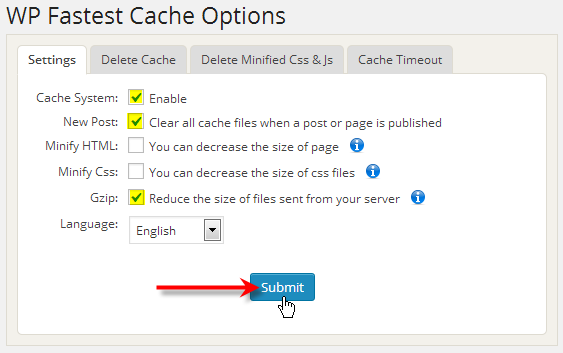 WP Fastest Cache Options
Settings Delete Cache Delete Minified Css & Js Cache Timeout
Cache System: Enable
New Post: Clear all cache files when a post or page is published
Minify HTML: You can decrease the size of page
Minify Css: You can decrease the size of css files
Gzip: Reduce the size of files sent from your server
Language: English
Submit